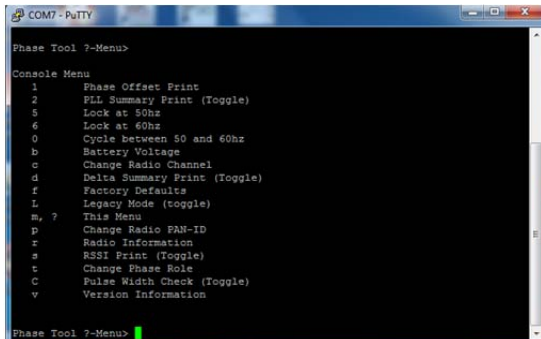 COM7 - PuTTY
Phase Tool ?-Menu>
Console Menu
1 Phase Offset Print
2 PLL Summary Print (Toggle)
5 Lock at 50hz
6 Lock at 60hz
0 Cycle between 50 and 60hz
b Battery Voltage
c Change Radio Channel
d Delta Summary Print (Toggle)
f Factory Defaults
L Legacy Mode (toggle)
m, ? This Menu
p Change Radio PAN-ID
r Radio Information
s RSSI Print (Toggle)
t Change Phase Role
C Pulse Width Check (Toggle)
v Version Information
Phase Tool ?-Menu>